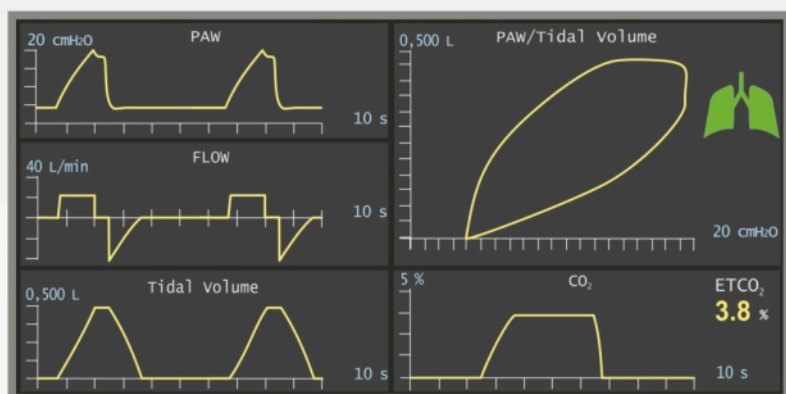 PAW
20 cmH₂O
10 s
FLOW
40 L/min
10 s
Tidal Volume
0,500 L
10 s
PAW/Tidal Volume
0,500 L
20 cmH₂O
CO₂
5 %
ETCO₂
3.8 %
10 s